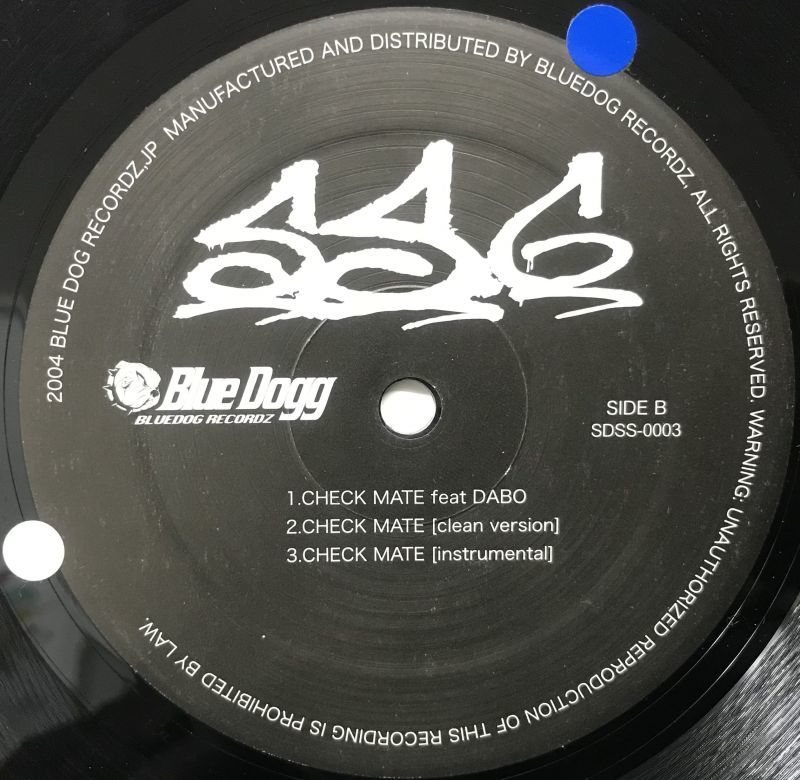 2004 BLUE DOG RECORDZ.JP MANUFACTURED AND DISTRIBUTED BY BLUEDOG RECORDZ. ALL RIGHTS RESERVED. WARNING: UNAUTHORIZED REPRODUCTION OF THIS RECORDING IS PROHIBITED BY LAW.
SSG
Blue Dogg
BLUEDOG RECORDZ
SIDE B
SDSS-0003
1.CHECK MATE feat DABO
2.CHECK MATE [clean version]
3.CHECK MATE [instrumental]